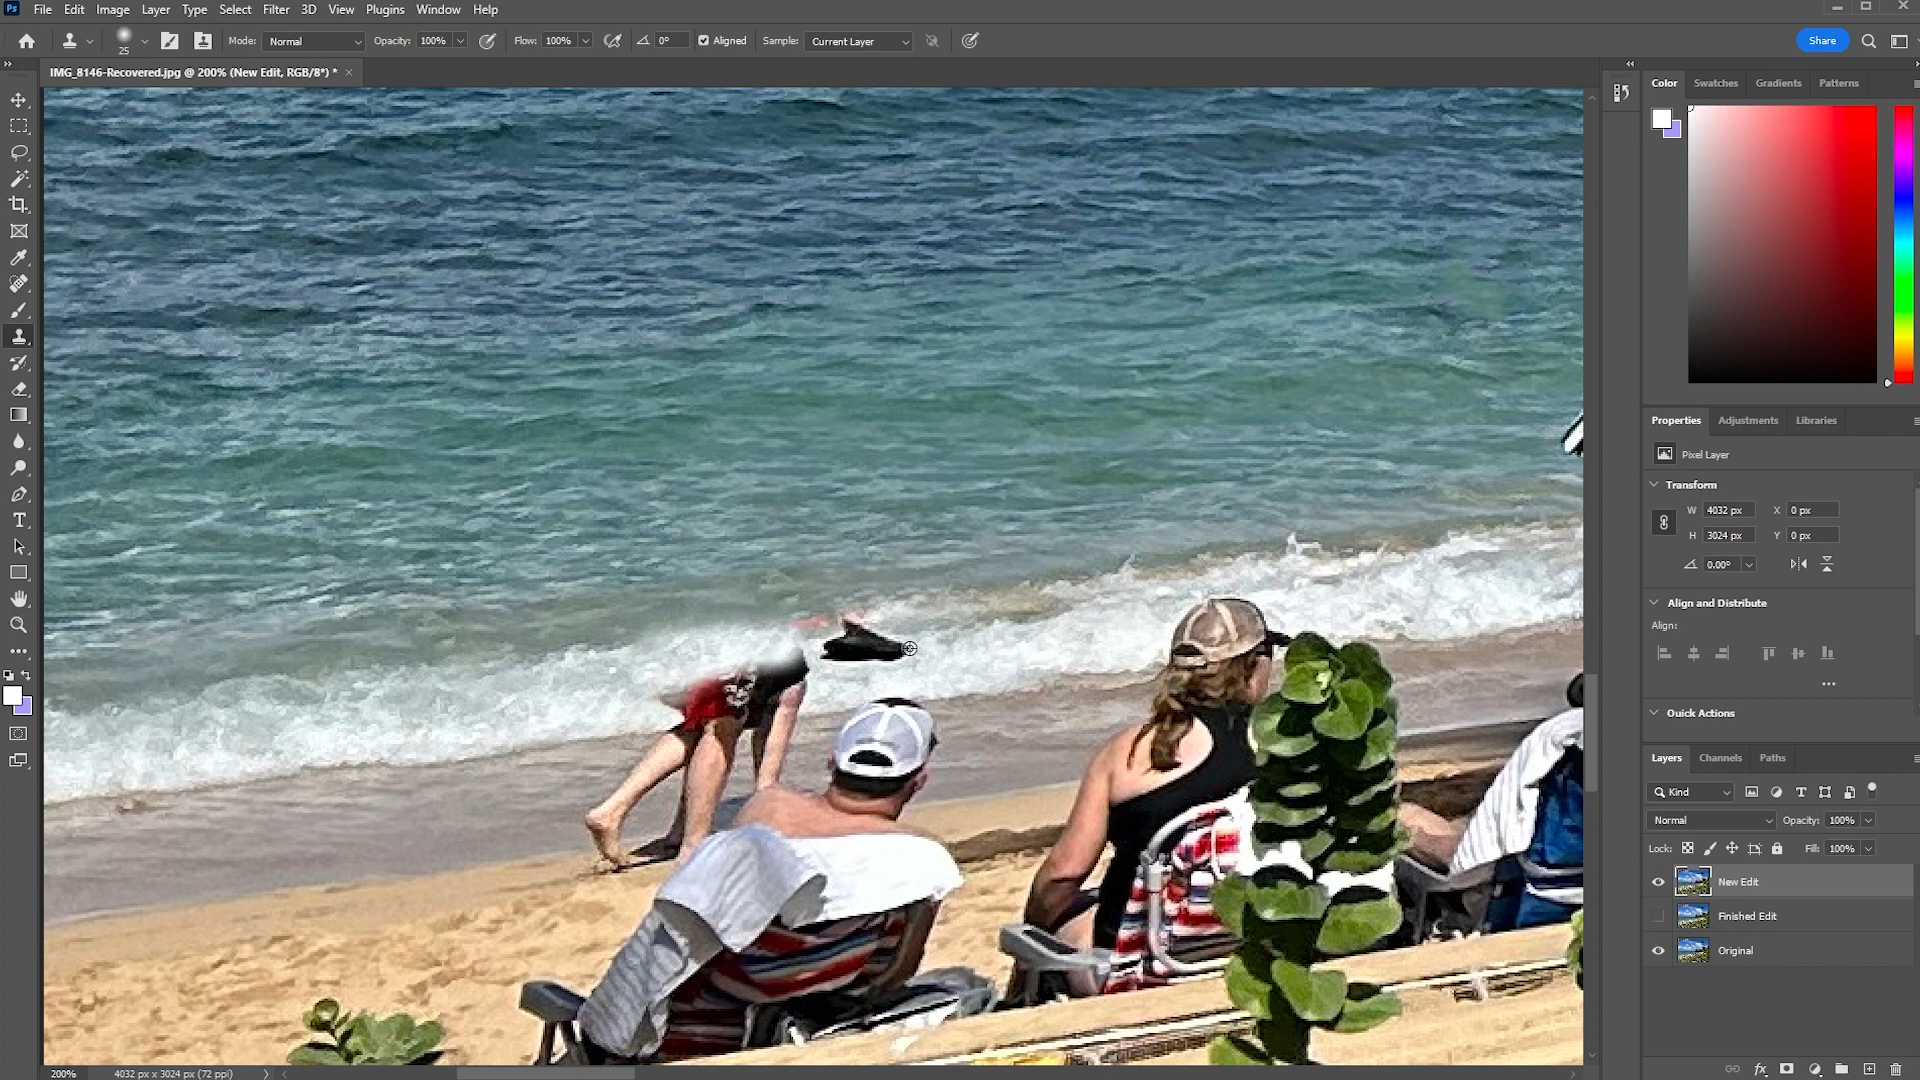 Ps File Edit Image Layer Type Select Filter 3D View Plugins Window Help
25 Mode: Normal Opacity: 100% Flow: 100% 0° Aligned Sample: Current Layer Share
IMG_8146-Recovered.jpg @ 200% (New Edit, RGB/8*) * ×
Color Swatches Gradients Patterns
Properties Adjustments Libraries
Pixel Layer
Transform
W 4032 px X 0 px
H 3024 px Y 0 px
0.00°
Align and Distribute
Align:
Quick Actions
Layers Channels Paths
Kind
Normal Opacity: 100%
Lock: Fill: 100%
New Edit
Finished Edit
Original
fx
200% 4032 px x 3024 px (72 ppi)